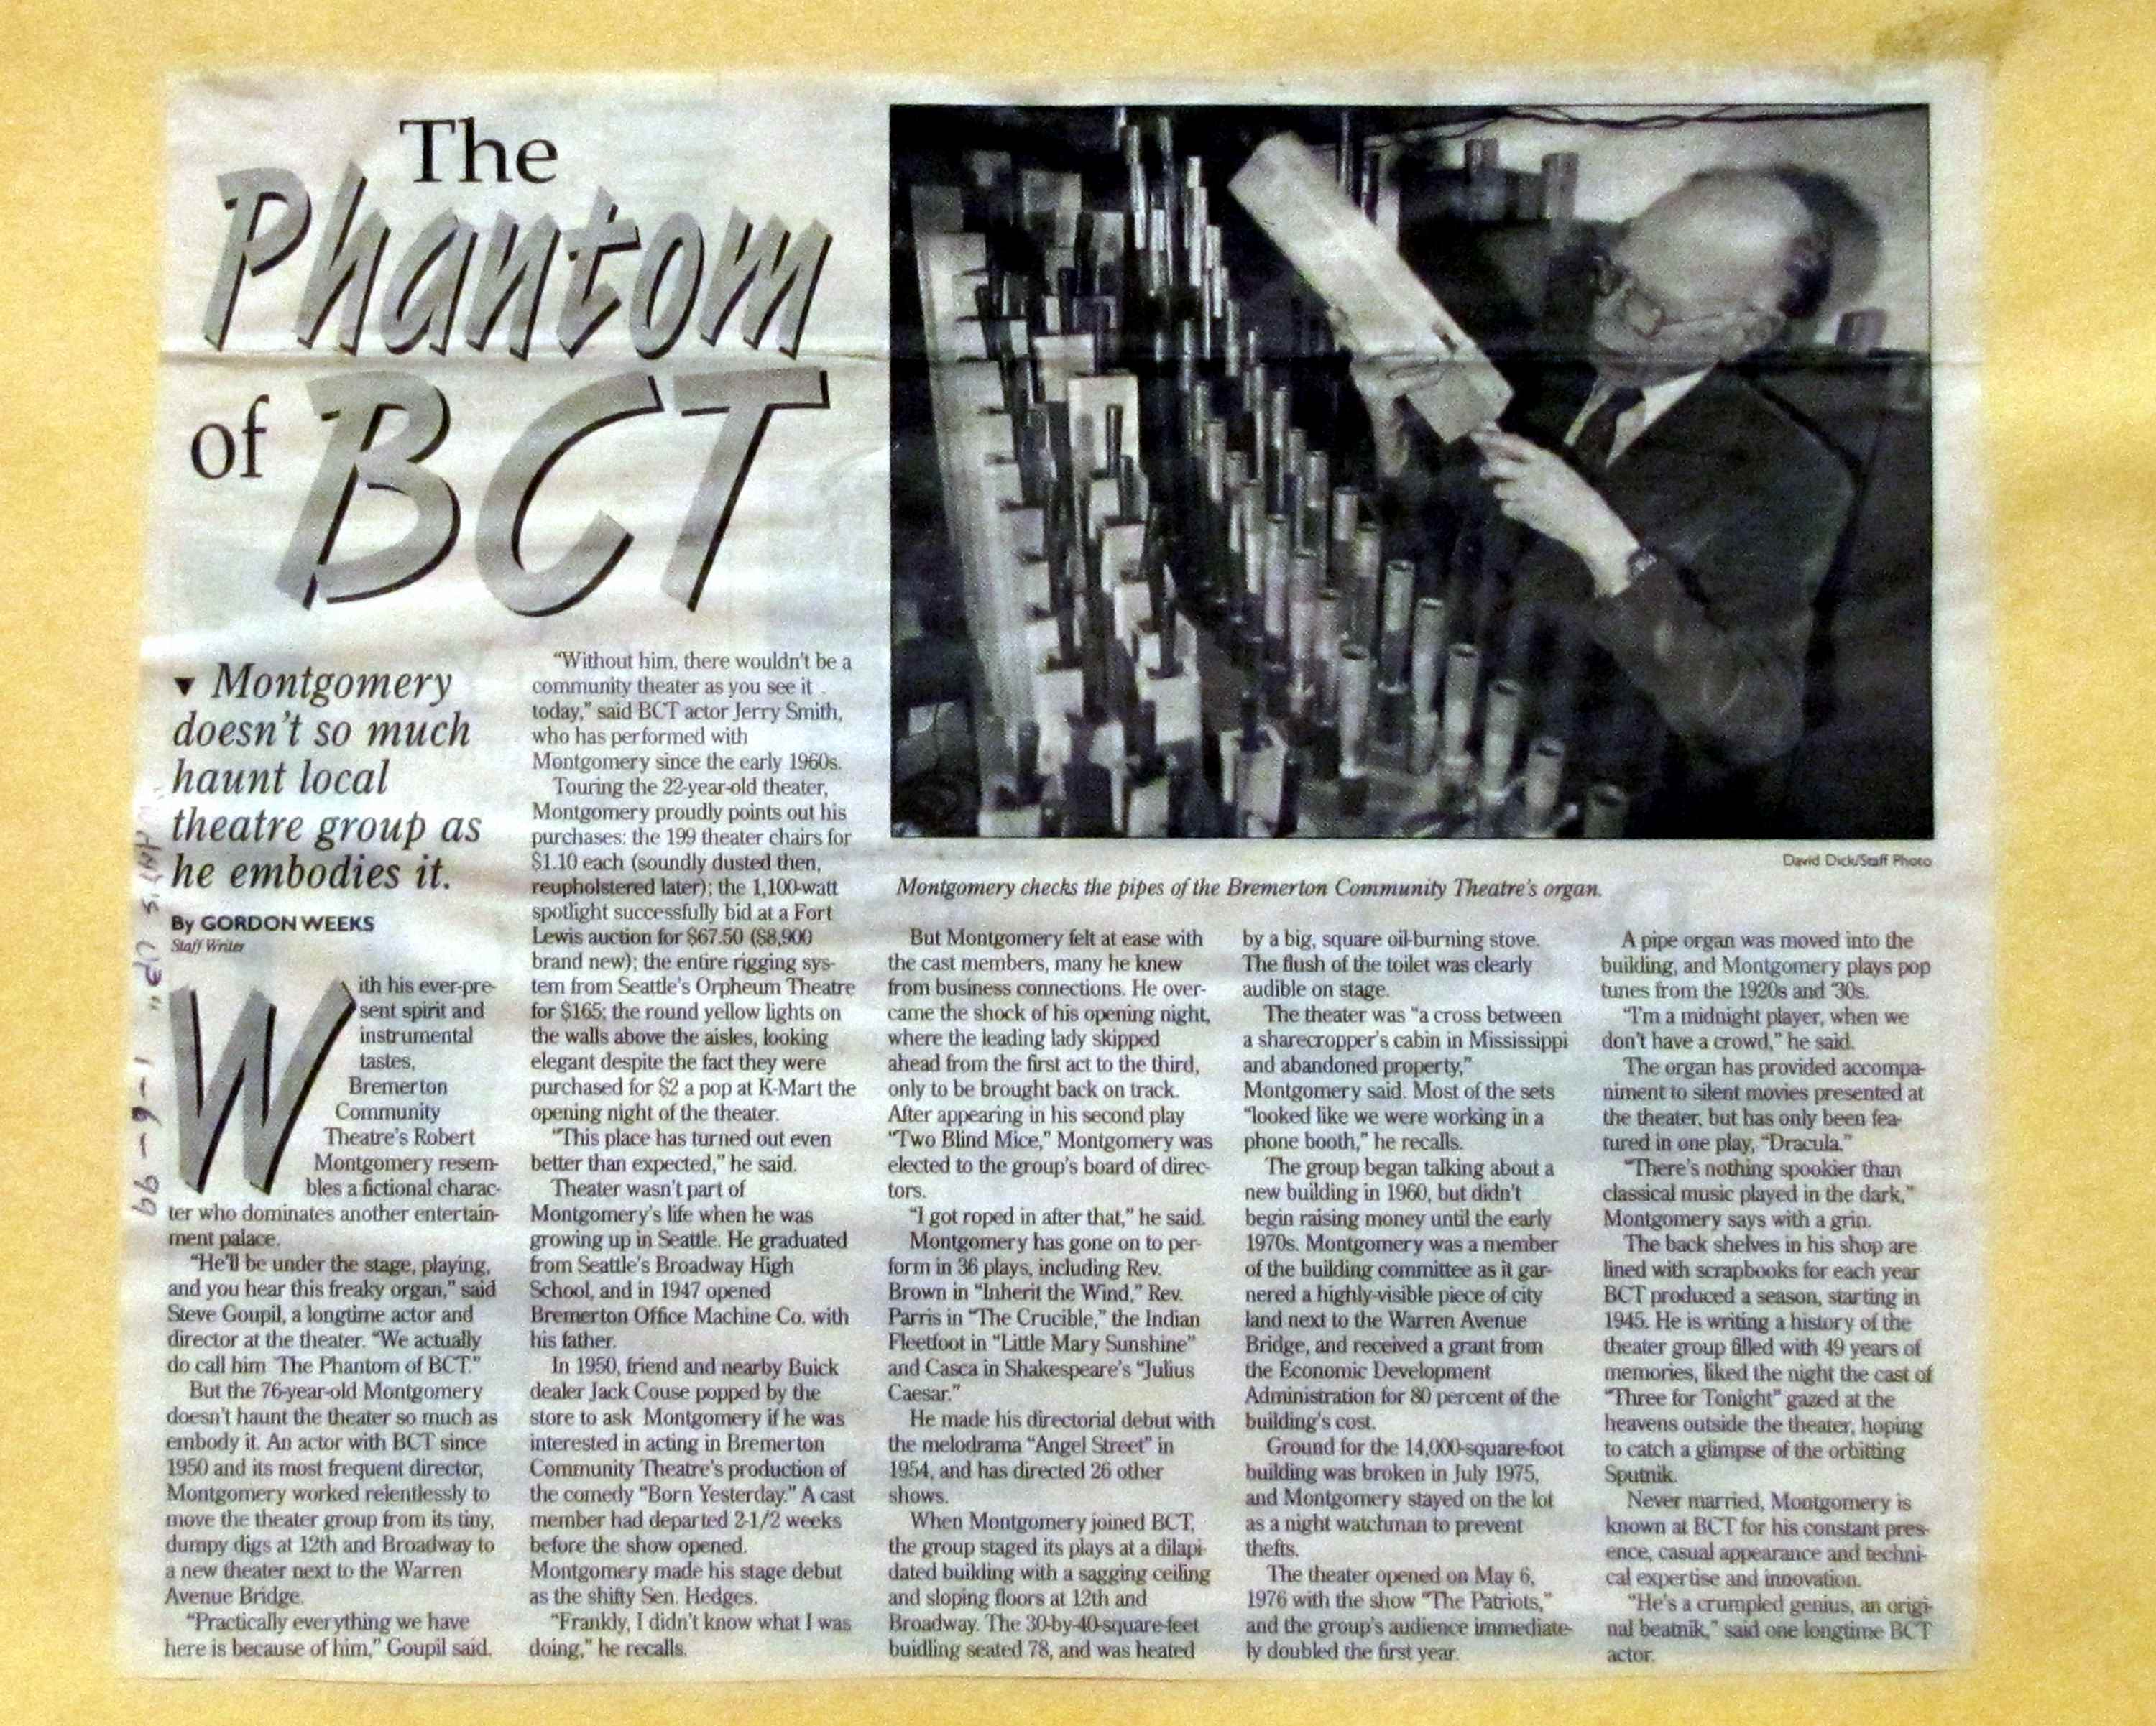 The
Phantom
of BCT
▼ Montgomery
doesn't so much
haunt local
theatre group as
he embodies it.
By GORDON WEEKS
Staff Writer
With his ever-pre-
sent spirit and
instrumental
tastes,
Bremerton
Community
Theatre's Robert
Montgomery resem-
bles a fictional charac-
ter who dominates another entertain-
ment palace.
"He'll be under the stage, playing,
and you hear this freaky organ," said
Steve Goupil, a longtime actor and
director at the theater. "We actually
do call him 'The Phantom of BCT."
But the 76-year-old Montgomery
doesn't haunt the theater so much as
embody it. An actor with BCT since
1950 and its most frequent director,
Montgomery worked relentlessly to
move the theater group from its tiny,
dumpy digs at 12th and Broadway to
a new theater next to the Warren
Avenue Bridge.
"Practically everything we have
here is because of him," Goupil said.
"Without him, there wouldn't be a
community theater as you see it
today," said BCT actor Jerry Smith,
who has performed with
Montgomery since the early 1960s.
Touring the 22-year-old theater,
Montgomery proudly points out his
purchases: the 199 theater chairs for
$1.10 each (soundly dusted then,
reupholstered later); the 1,100-watt
spotlight successfully bid at a Fort
Lewis auction for $67.50 ($8,900
brand new); the entire rigging sys-
tem from Seattle's Orpheum Theatre
for $165; the round yellow lights on
the walls above the aisles, looking
elegant despite the fact they were
purchased for $2 a pop at K-Mart the
opening night of the theater.
"This place has turned out even
better than expected," he said.
Theater wasn't part of
Montgomery's life when he was
growing up in Seattle. He graduated
from Seattle's Broadway High
School, and in 1947 opened
Bremerton Office Machine Co. with
his father.
In 1950, friend and nearby Buick
dealer Jack Couse popped by the
store to ask Montgomery if he was
interested in acting in Bremerton
Community Theatre's production of
the comedy "Born Yesterday." A cast
member had departed 2-1/2 weeks
before the show opened.
Montgomery made his stage debut
as the shifty Sen. Hedges.
"Frankly, I didn't know what I was
doing," he recalls.
David Dick/Staff Photo
Montgomery checks the pipes of the Bremerton Community Theatre's organ.
But Montgomery felt at ease with
the cast members, many he knew
from business connections. He over-
came the shock of his opening night,
where the leading lady skipped
ahead from the first act to the third,
only to be brought back on track.
After appearing in his second play
"Two Blind Mice," Montgomery was
elected to the group's board of direc-
tors.
"I got roped in after that," he said.
Montgomery has gone on to per-
form in 36 plays, including Rev.
Brown in "Inherit the Wind," Rev.
Parris in "The Crucible," the Indian
Fleetfoot in "Little Mary Sunshine"
and Casca in Shakespeare's "Julius
Caesar."
He made his directorial debut with
the melodrama "Angel Street" in
1954, and has directed 26 other
shows.
When Montgomery joined BCT,
the group staged its plays at a dilapi-
dated building with a sagging ceiling
and sloping floors at 12th and
Broadway. The 30-by-40-square-feet
buidling seated 78, and was heated
by a big, square oil-burning stove.
The flush of the toilet was clearly
audible on stage.
The theater was "a cross between
a sharecropper's cabin in Mississippi
and abandoned property,"
Montgomery said. Most of the sets
"looked like we were working in a
phone booth," he recalls.
The group began talking about a
new building in 1960, but didn't
begin raising money until the early
1970s. Montgomery was a member
of the building committee as it gar-
nered a highly-visible piece of city
land next to the Warren Avenue
Bridge, and received a grant from
the Economic Development
Administration for 80 percent of the
building's cost.
Ground for the 14,000-square-foot
building was broken in July 1975,
and Montgomery stayed on the lot
as a night watchman to prevent
thefts.
The theater opened on May 6,
1976 with the show "The Patriots,"
and the group's audience immediate-
ly doubled the first year.
A pipe organ was moved into the
building, and Montgomery plays pop
tunes from the 1920s and '30s.
"I'm a midnight player, when we
don't have a crowd," he said.
The organ has provided accompa-
niment to silent movies presented at
the theater, but has only been fea-
tured in one play, "Dracula."
"There's nothing spookier than
classical music played in the dark,"
Montgomery says with a grin.
The back shelves in his shop are
lined with scrapbooks for each year
BCT produced a season, starting in
1945. He is writing a history of the
theater group filled with 49 years of
memories, liked the night the cast of
"Three for Tonight" gazed at the
heavens outside the theater, hoping
to catch a glimpse of the orbitting
Sputnik.
Never married, Montgomery is
known at BCT for his constant pres-
ence, casual appearance and techni-
cal expertise and innovation.
"He's a crumpled genius, an origi-
nal beatnik," said one longtime BCT
actor.
1-6-99